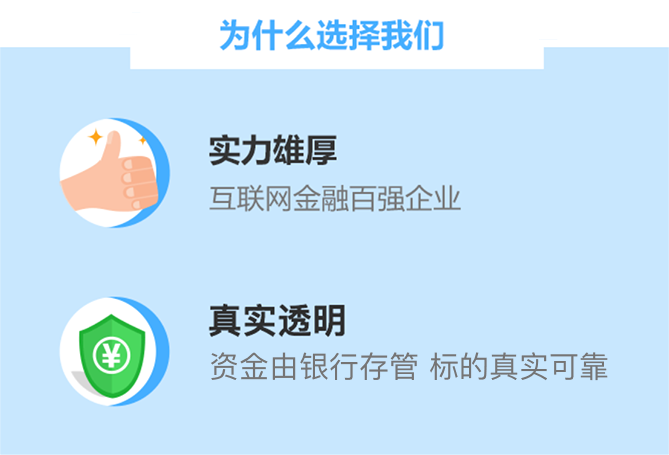 为什么选择我们
实力雄厚
互联网金融百强企业
真实透明
资金由银行存管 标的真实可靠
¥